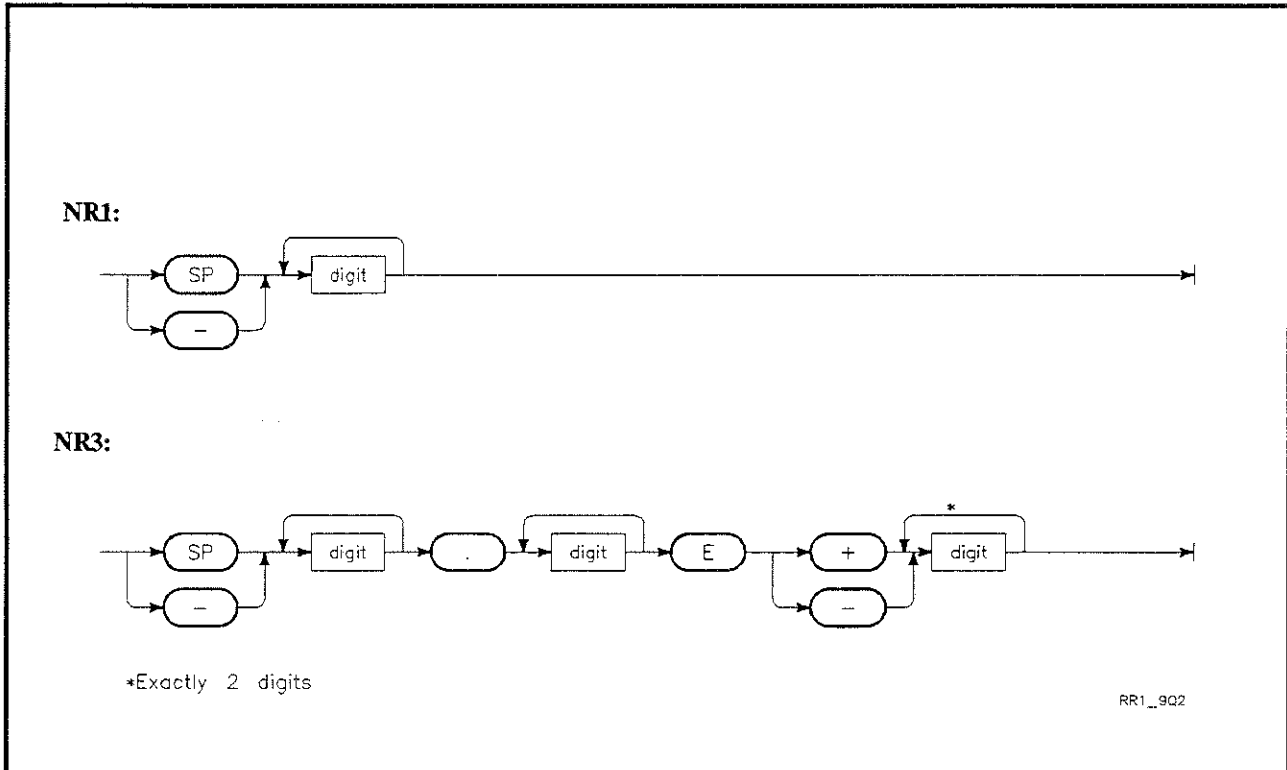 NR1:
SP digit
-
NR3:
*
SP digit . digit E + digit
- -
*Exactly 2 digits
RR1_9Q2